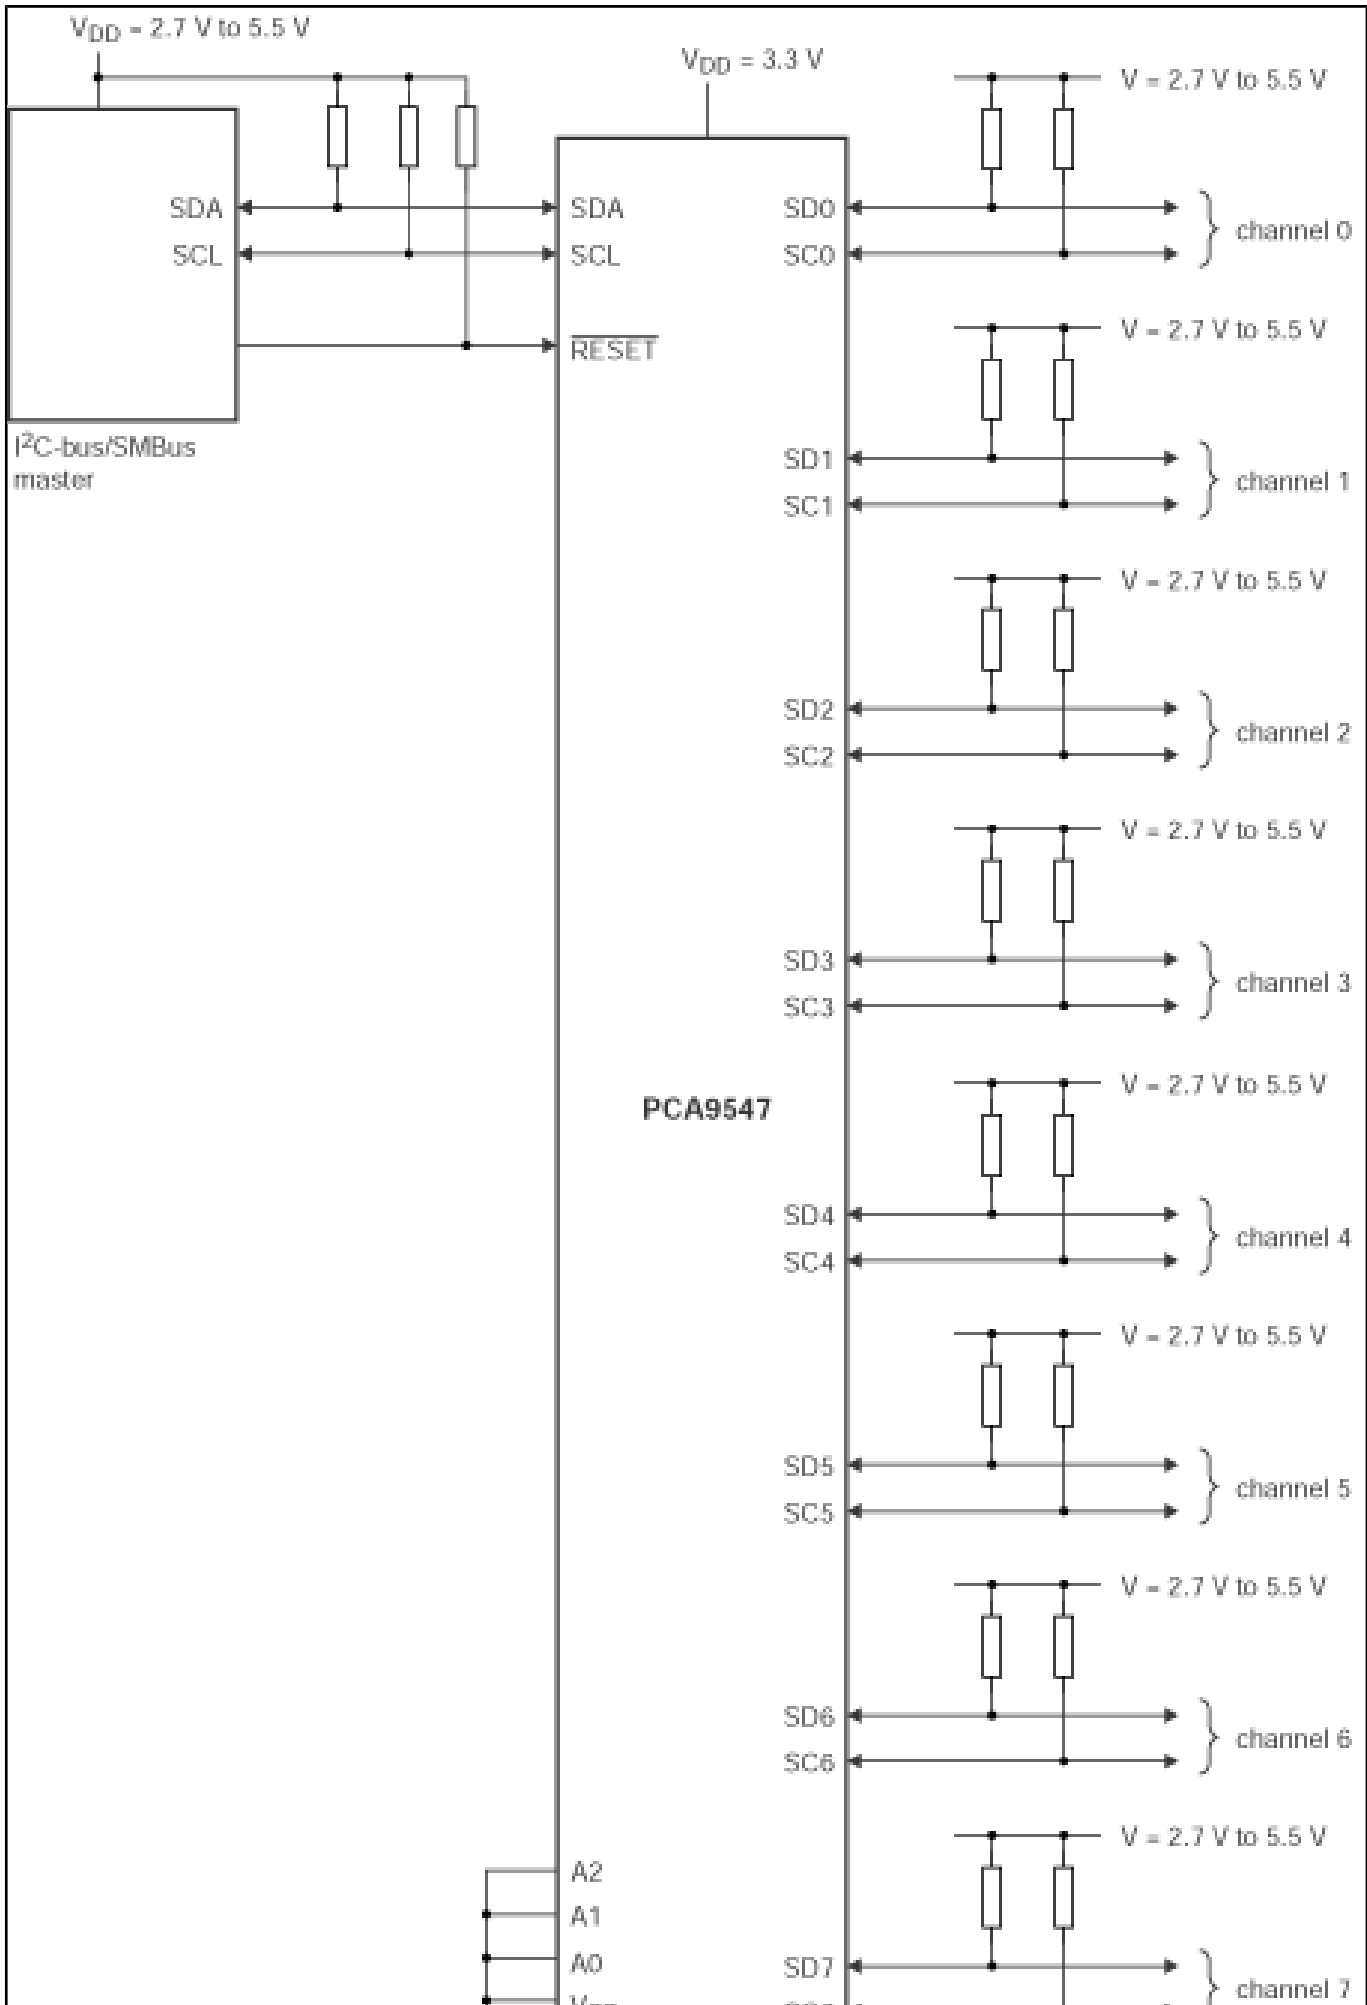 VDD = 2.7 V to 5.5 V
VDD = 3.3 V
V = 2.7 V to 5.5 V
SDA
SDA
SD0
channel 0
SCL
SCL
SC0
V = 2.7 V to 5.5 V
RESET
I2C-bus/SMBus
master
SD1
channel 1
SC1
V = 2.7 V to 5.5 V
SD2
channel 2
SC2
V = 2.7 V to 5.5 V
SD3
channel 3
SC3
V = 2.7 V to 5.5 V
PCA9547
SD4
channel 4
SC4
V = 2.7 V to 5.5 V
SD5
channel 5
SC5
V = 2.7 V to 5.5 V
SD6
channel 6
SC6
V = 2.7 V to 5.5 V
A2
A1
A0
SD7
channel 7